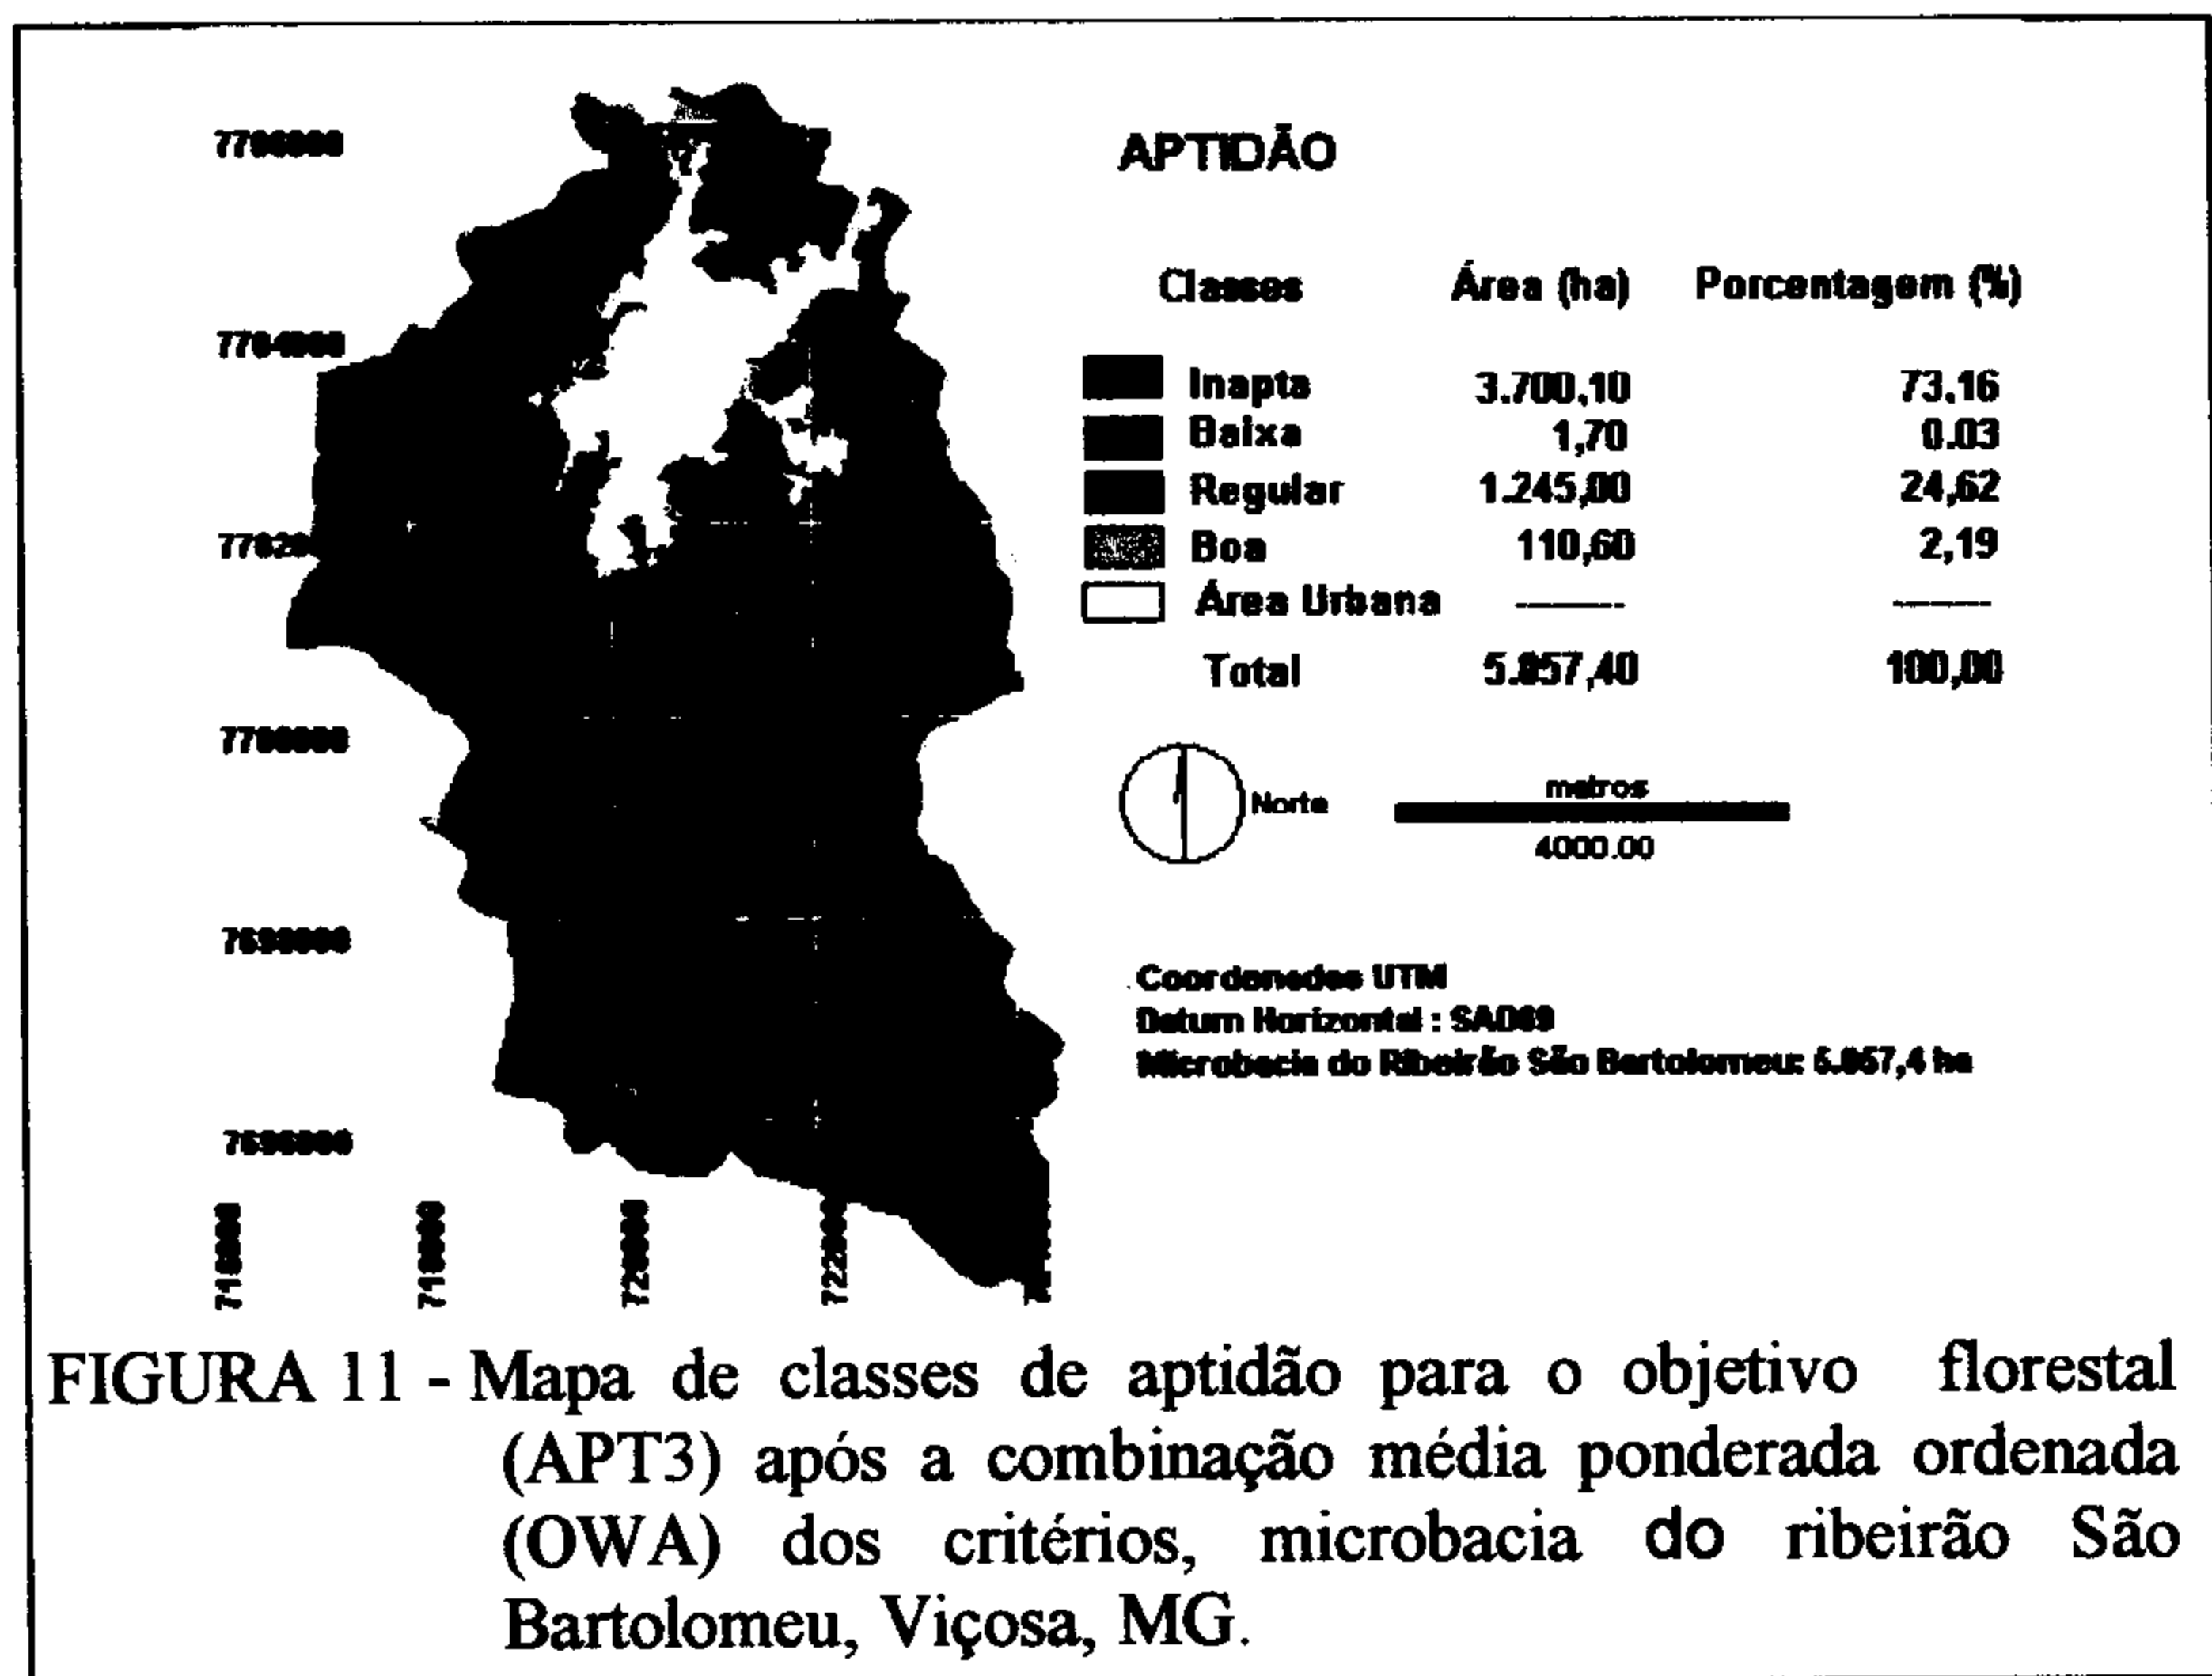 APTIDÃO
Classes Área (ha) Porcentagem (%)
Inapta 3.700,10 73,16
Baixa 1,70 0.03
Regular 1.245,00 24,62
Boa 110,60 2,19
Área Urbana
Total 5.057,40 100,00
7704000
7700000
Norte
metros
4000.00
Coordenadas UTM
Datum Horizontal : SAD69
Microbacia do Ribeirão São Bartolomeu: 5.057,4 ha
FIGURA 11 - Mapa de classes de aptidão para o objetivo florestal
(APT3) após a combinação média ponderada ordenada
(OWA) dos critérios, microbacia do ribeirão São
Bartolomeu, Viçosa, MG.